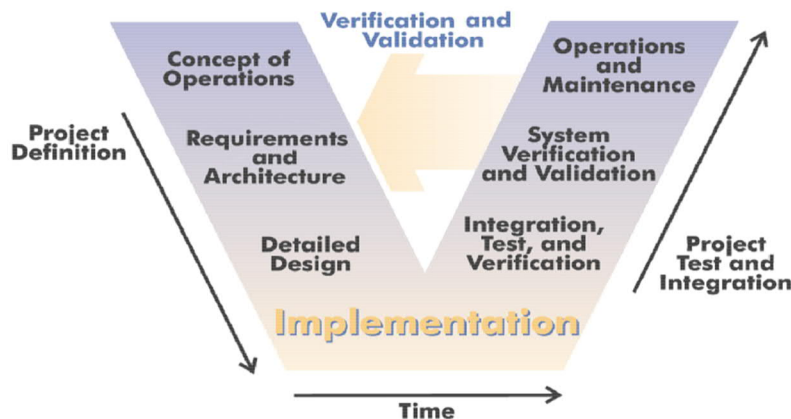 Verification and
Validation
Concept of
Operations
Operations
and
Maintenance
Project
Definition
Requirements
and
Architecture
System
Verification
and Validation
Detailed
Design
Integration,
Test, and
Verification
Project
Test and
Integration
Implementation
Time